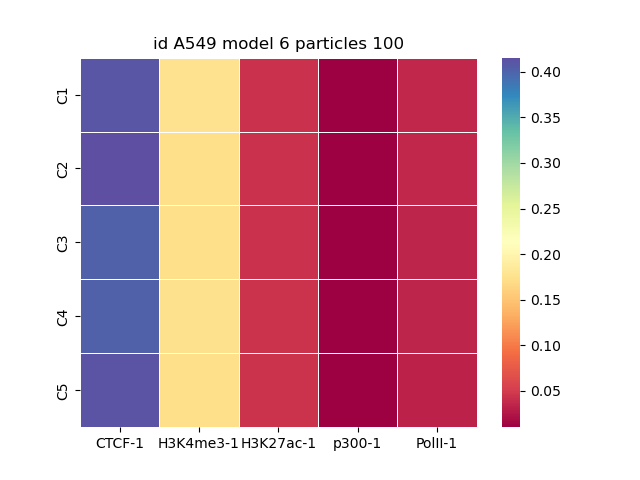 id A549 model 6 particles 100
C1
C2
C3
C4
C5
CTCF-1 H3K4me3-1 H3K27ac-1 p300-1 PolII-1
0.40
0.35
0.30
0.25
0.20
0.15
0.10
0.05